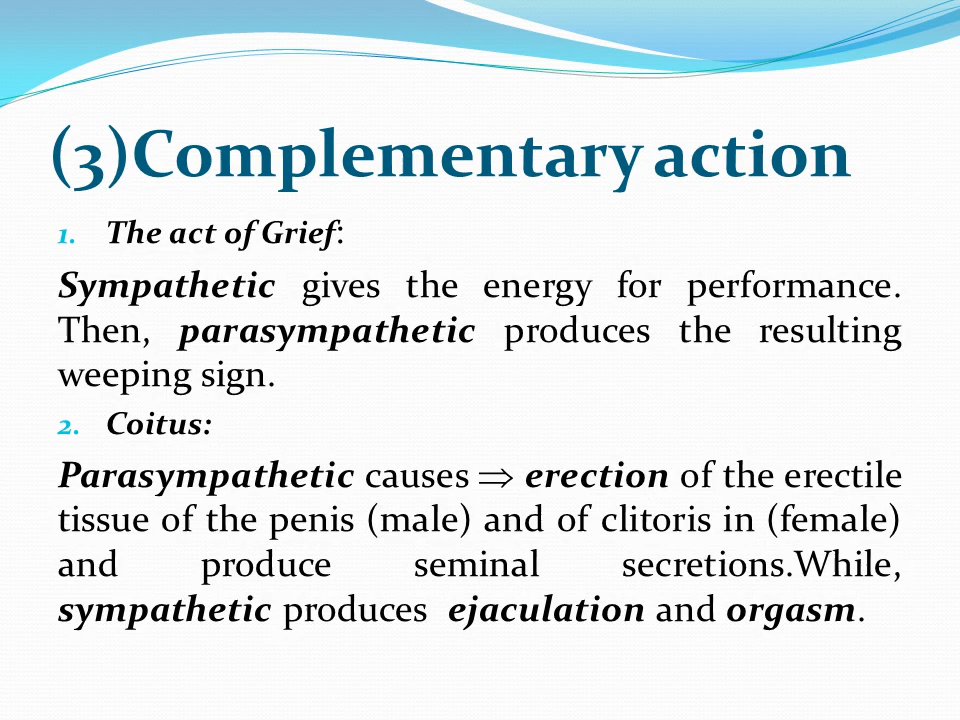 (3)Complementary action
1. The act of Grief:
Sympathetic gives the energy for performance.
Then, parasympathetic produces the resulting
weeping sign.
2. Coitus:
Parasympathetic causes ⇒ erection of the erectile
tissue of the penis (male) and of clitoris in (female)
and produce seminal secretions.While,
sympathetic produces ejaculation and orgasm.